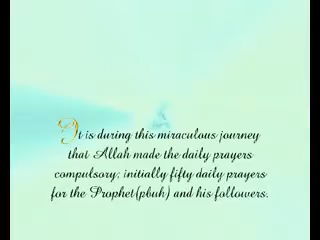 It is during this miraculous journey
that Allah made the daily prayers
compulsory; initially fifty daily prayers
for the Prophet(pbuh) and his followers.